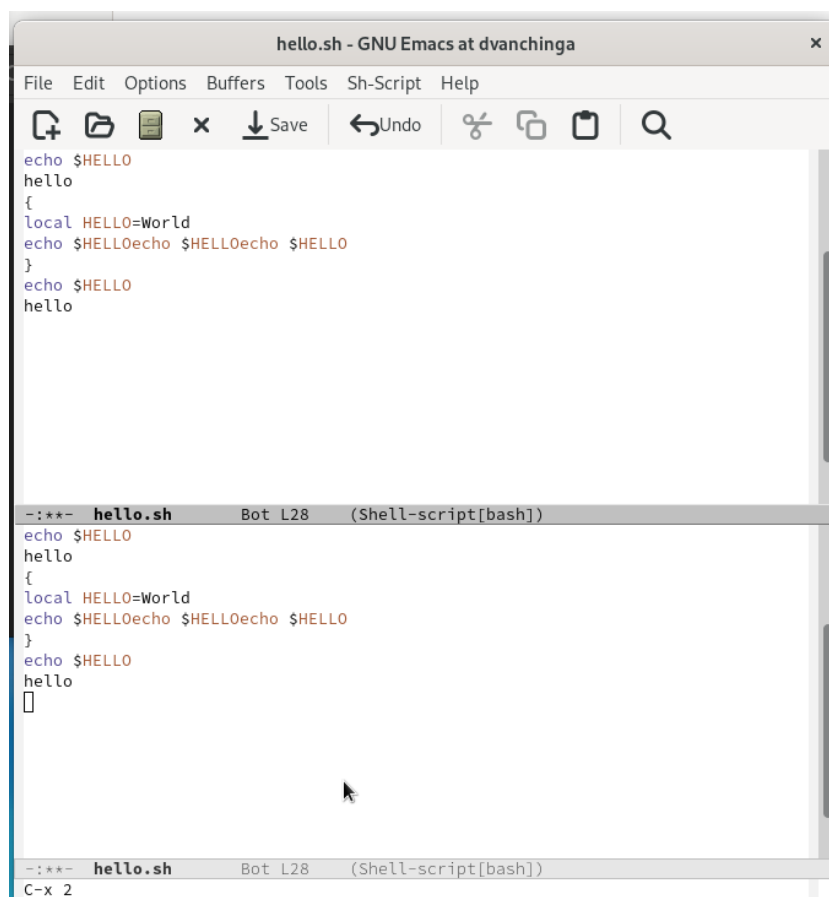 hello.sh - GNU Emacs at dvanchinga
File Edit Options Buffers Tools Sh-Script Help
Save Undo
echo $HELLO
hello
{
local HELLO=World
echo $HELLOecho $HELLOecho $HELLO
}
echo $HELLO
hello
-:**- hello.sh Bot L28 (Shell-script[bash])
echo $HELLO
hello
{
local HELLO=World
echo $HELLOecho $HELLOecho $HELLO
}
echo $HELLO
hello
-:**- hello.sh Bot L28 (Shell-script[bash])
C-x 2